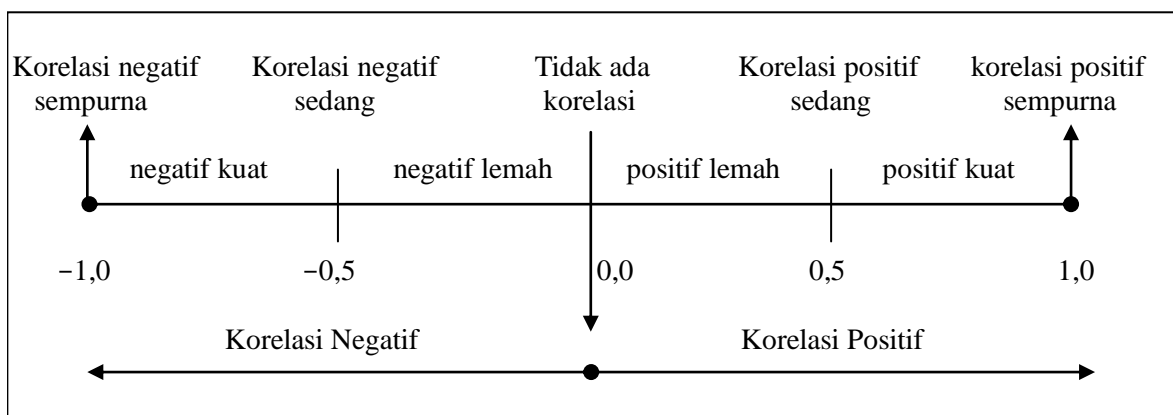 Korelasi negatif
sempurna
Korelasi negatif
sedang
Tidak ada
korelasi
Korelasi positif
sedang
korelasi positif
sempurna
negatif kuat
negatif lemah
positif lemah
positif kuat
−1,0
−0,5
0,0
0,5
1,0
Korelasi Negatif
Korelasi Positif